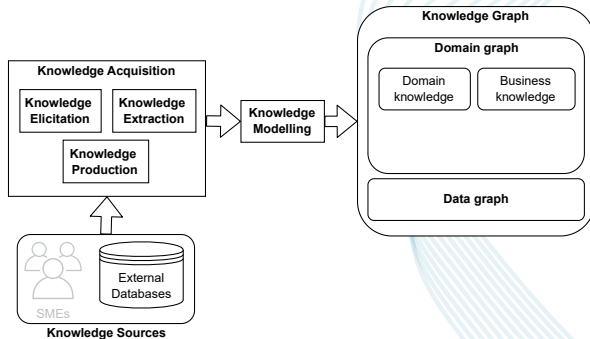 Knowledge Graph
Domain graph
Domain
knowledge
Business
knowledge
Data graph
Knowledge Acquisition
Knowledge
Elicitation
Knowledge
Extraction
Knowledge
Production
Knowledge
Modelling
External
Databases
SMEs
Knowledge Sources